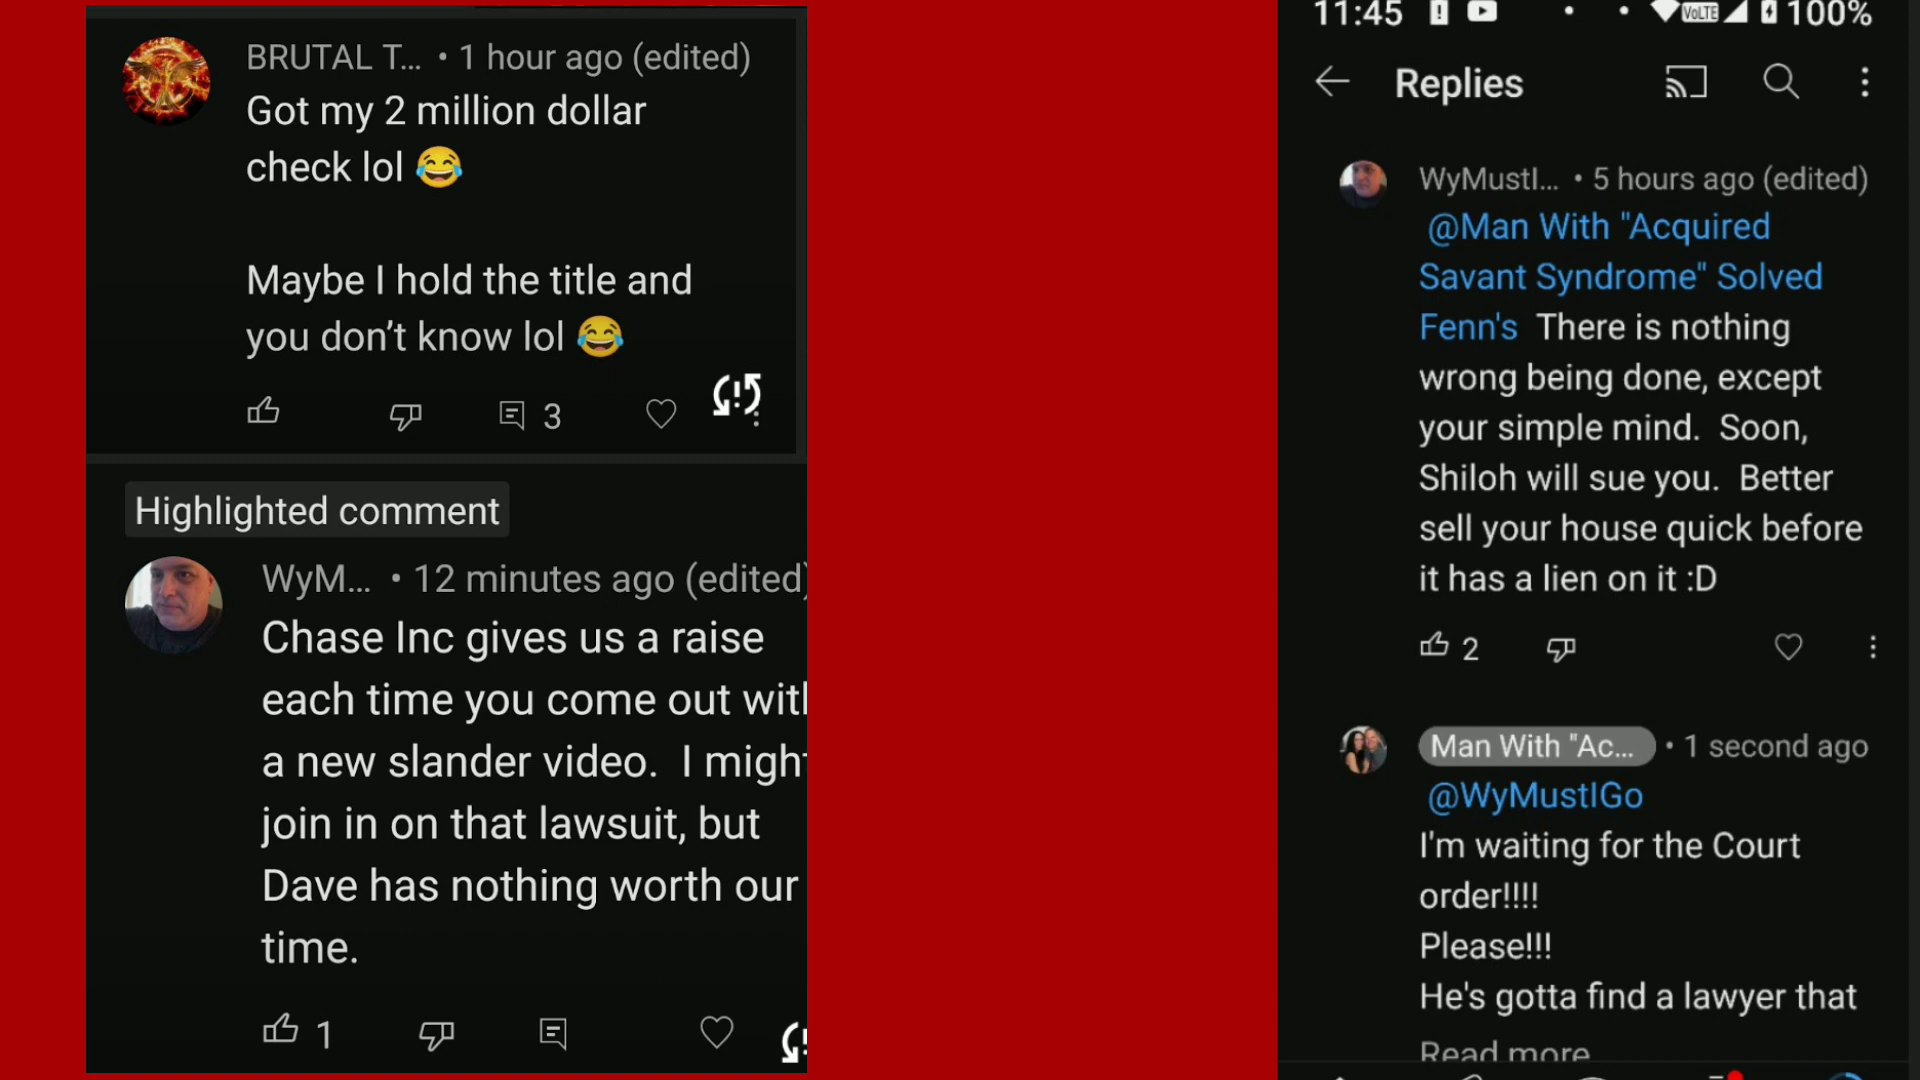 BRUTAL T... • 1 hour ago (edited)
Got my 2 million dollar
check lol 😂
Maybe I hold the title and
you don’t know lol 😂
3
Highlighted comment
WyM... • 12 minutes ago (edited)
Chase Inc gives us a raise
each time you come out with
a new slander video.  I might
join in on that lawsuit, but
Dave has nothing worth our
time.
1
11:45 VoLTE 100%
Replies
WyMustI... • 5 hours ago (edited)
@Man With "Acquired
Savant Syndrome" Solved
Fenn's  There is nothing
wrong being done, except
your simple mind.  Soon,
Shiloh will sue you.  Better
sell your house quick before
it has a lien on it :D
2
Man With "Ac... • 1 second ago
@WyMustIGo
I'm waiting for the Court
order!!!!
Please!!!
He's gotta find a lawyer that
Read more